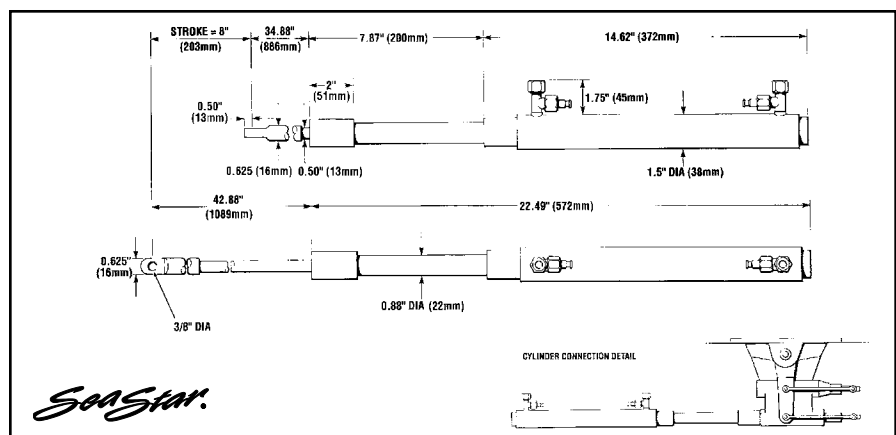 STROKE = 8"
(203mm)
34.88"
(886mm)
7.87" (200mm)
14.62" (372mm)
2"
(51mm)
1.75" (45mm)
0.50"
(13mm)
0.625 (16mm)
0.50" (13mm)
1.5" DIA (38mm)
42.88"
(1089mm)
22.49" (572mm)
0.625"
(16mm)
0.88" DIA (22mm)
3/8" DIA
CYLINDER CONNECTION DETAIL
SeaStar.